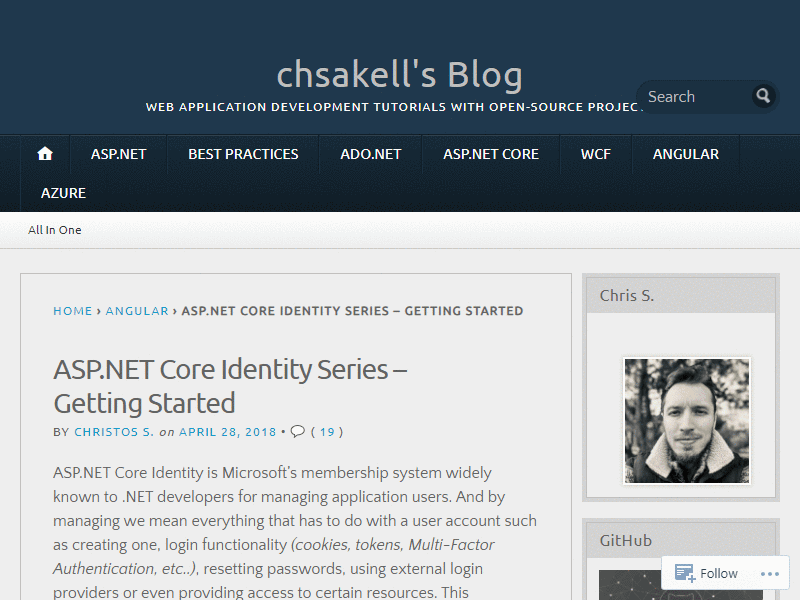 chsakell's Blog
WEB APPLICATION DEVELOPMENT TUTORIALS WITH OPEN-SOURCE PROJEC
Search
ASP.NET
BEST PRACTICES
ADO.NET
ASP.NET CORE
WCF
ANGULAR
AZURE
All In One
HOME › ANGULAR › ASP.NET CORE IDENTITY SERIES – GETTING STARTED
ASP.NET Core Identity Series –
Getting Started
BY CHRISTOS S. on APRIL 28, 2018 • ( 19 )
ASP.NET Core Identity is Microsoft's membership system widely
known to .NET developers for managing application users. And by
managing we mean everything that has to do with a user account such
as creating one, login functionality (cookies, tokens, Multi-Factor
Authentication, etc..), resetting passwords, using external login
providers or even providing access to certain resources. This
Chris S.
GitHub
Follow